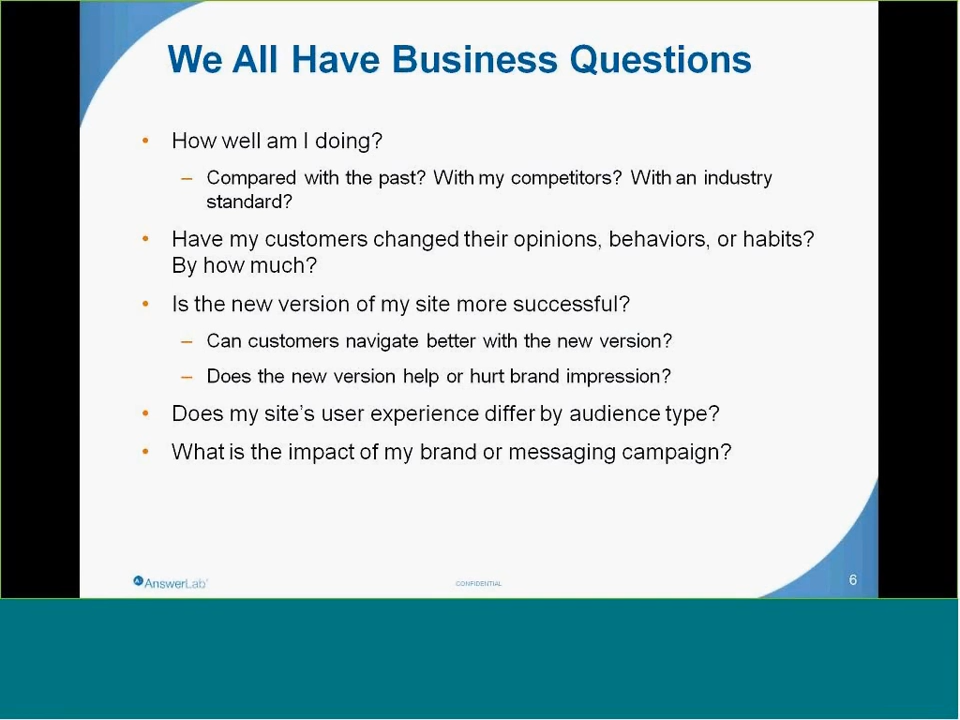 We All Have Business Questions
• How well am I doing?
– Compared with the past? With my competitors? With an industry
standard?
• Have my customers changed their opinions, behaviors, or habits?
By how much?
• Is the new version of my site more successful?
– Can customers navigate better with the new version?
– Does the new version help or hurt brand impression?
• Does my site's user experience differ by audience type?
• What is the impact of my brand or messaging campaign?
AnswerLab
CONFIDENTIAL
6